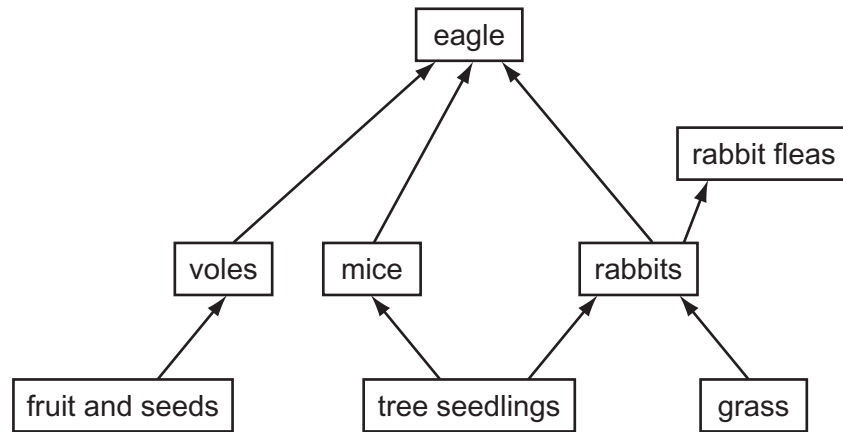 eagle
rabbit fleas
voles
mice
rabbits
fruit and seeds
tree seedlings
grass